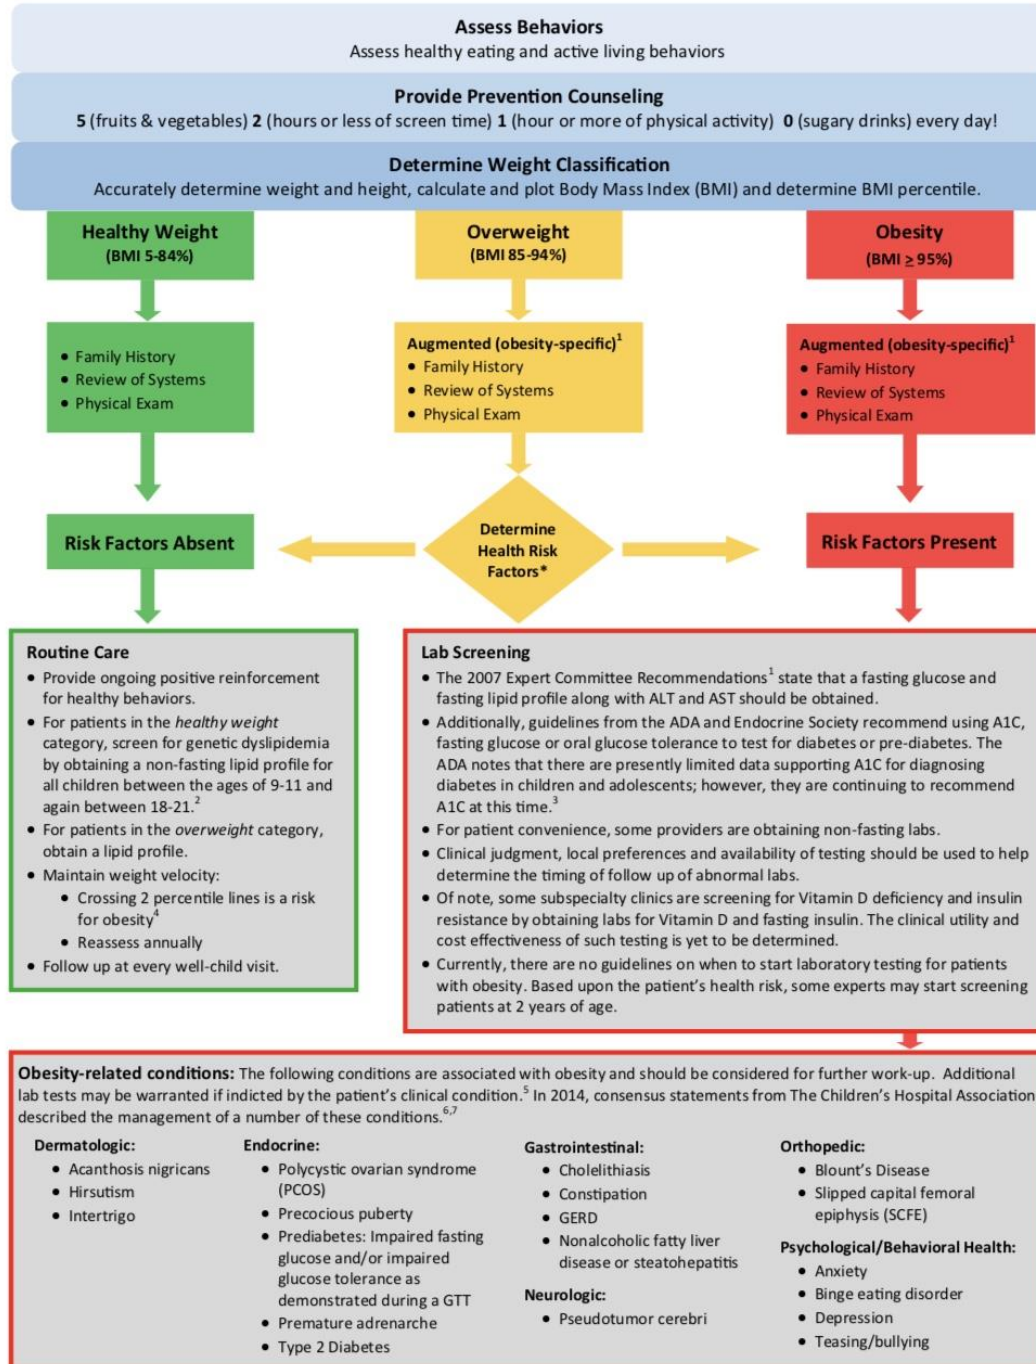 Assess Behaviors
Assess healthy eating and active living behaviors
Provide Prevention Counseling
5 (fruits & vegetables) 2 (hours or less of screen time) 1 (hour or more of physical activity) 0 (sugary drinks) every day!
Determine Weight Classification
Accurately determine weight and height, calculate and plot Body Mass Index (BMI) and determine BMI percentile.
Healthy Weight
(BMI 5-84%)
Overweight
(BMI 85-94%)
Obesity
(BMI ≥ 95%)
• Family History
• Review of Systems
• Physical Exam
Augmented (obesity-specific)¹
• Family History
• Review of Systems
• Physical Exam
Augmented (obesity-specific)¹
• Family History
• Review of Systems
• Physical Exam
Risk Factors Absent
Determine
Health Risk
Factors*
Risk Factors Present
Routine Care
• Provide ongoing positive reinforcement
for healthy behaviors.
• For patients in the healthy weight
category, screen for genetic dyslipidemia
by obtaining a non-fasting lipid profile for
all children between the ages of 9-11 and
again between 18-21.²
• For patients in the overweight category,
obtain a lipid profile.
• Maintain weight velocity:
• Crossing 2 percentile lines is a risk
for obesity⁴
• Reassess annually
• Follow up at every well-child visit.
Lab Screening
• The 2007 Expert Committee Recommendations¹ state that a fasting glucose and
fasting lipid profile along with ALT and AST should be obtained.
• Additionally, guidelines from the ADA and Endocrine Society recommend using A1C,
fasting glucose or oral glucose tolerance to test for diabetes or pre-diabetes. The
ADA notes that there are presently limited data supporting A1C for diagnosing
diabetes in children and adolescents; however, they are continuing to recommend
A1C at this time.³
• For patient convenience, some providers are obtaining non-fasting labs.
• Clinical judgment, local preferences and availability of testing should be used to help
determine the timing of follow up of abnormal labs.
• Of note, some subspecialty clinics are screening for Vitamin D deficiency and insulin
resistance by obtaining labs for Vitamin D and fasting insulin. The clinical utility and
cost effectiveness of such testing is yet to be determined.
• Currently, there are no guidelines on when to start laboratory testing for patients
with obesity. Based upon the patient's health risk, some experts may start screening
patients at 2 years of age.
Obesity-related conditions: The following conditions are associated with obesity and should be considered for further work-up. Additional
lab tests may be warranted if indicted by the patient's clinical condition.⁵ In 2014, consensus statements from The Children's Hospital Association
described the management of a number of these conditions.⁶,⁷
Dermatologic:
• Acanthosis nigricans
• Hirsutism
• Intertrigo
Endocrine:
• Polycystic ovarian syndrome
(PCOS)
• Precocious puberty
• Prediabetes: Impaired fasting
glucose and/or impaired
glucose tolerance as
demonstrated during a GTT
• Premature adrenarche
• Type 2 Diabetes
Gastrointestinal:
• Cholelithiasis
• Constipation
• GERD
• Nonalcoholic fatty liver
disease or steatohepatitis
Neurologic:
• Pseudotumor cerebri
Orthopedic:
• Blount's Disease
• Slipped capital femoral
epiphysis (SCFE)
Psychological/Behavioral Health:
• Anxiety
• Binge eating disorder
• Depression
• Teasing/bullying